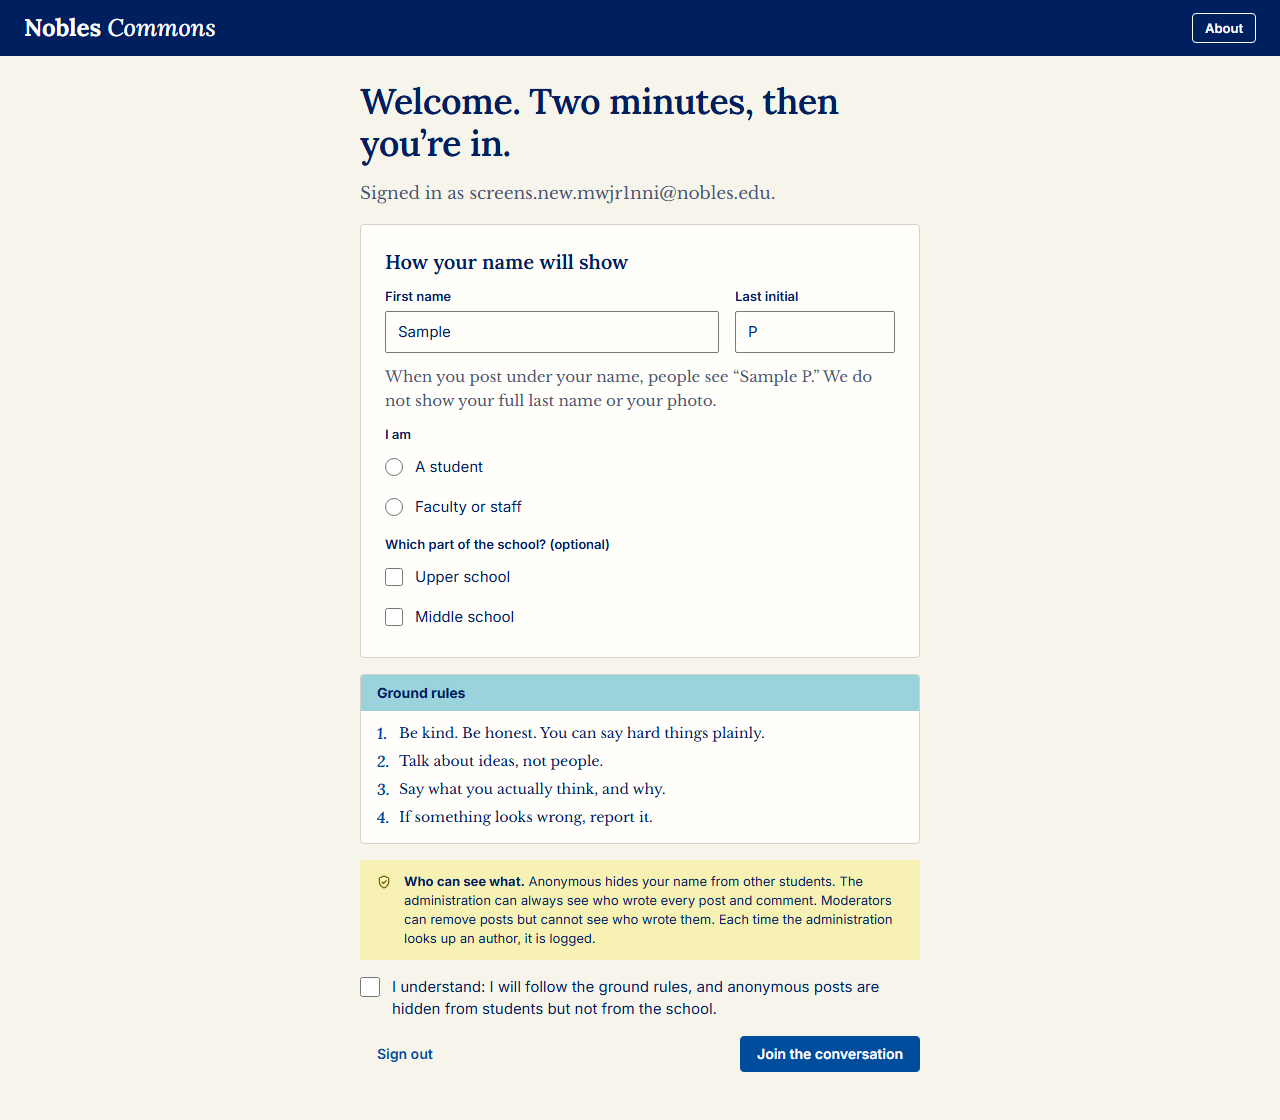 Nobles Commons
About
Welcome. Two minutes, then
you’re in.
Signed in as screens.new.mwjr1nni@nobles.edu.
How your name will show
First name
Last initial
Sample
P
When you post under your name, people see “Sample P.” We do
not show your full last name or your photo.
I am
A student
Faculty or staff
Which part of the school? (optional)
Upper school
Middle school
Ground rules
1. Be kind. Be honest. You can say hard things plainly.
2. Talk about ideas, not people.
3. Say what you actually think, and why.
4. If something looks wrong, report it.
Who can see what. Anonymous hides your name from other students. The
administration can always see who wrote every post and comment. Moderators
can remove posts but cannot see who wrote them. Each time the administration
looks up an author, it is logged.
I understand: I will follow the ground rules, and anonymous posts are
hidden from students but not from the school.
Sign out
Join the conversation